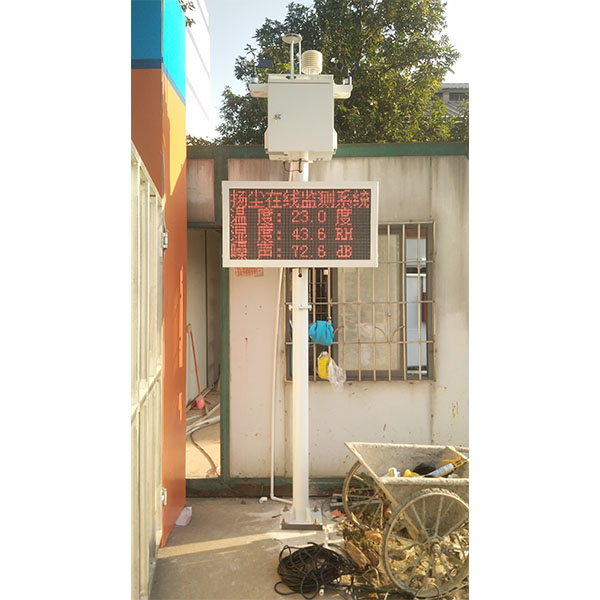 扬尘在线监测系统
温 度: 23.0 度
湿 度: 43.6 RH
噪 声: 72.6 dB